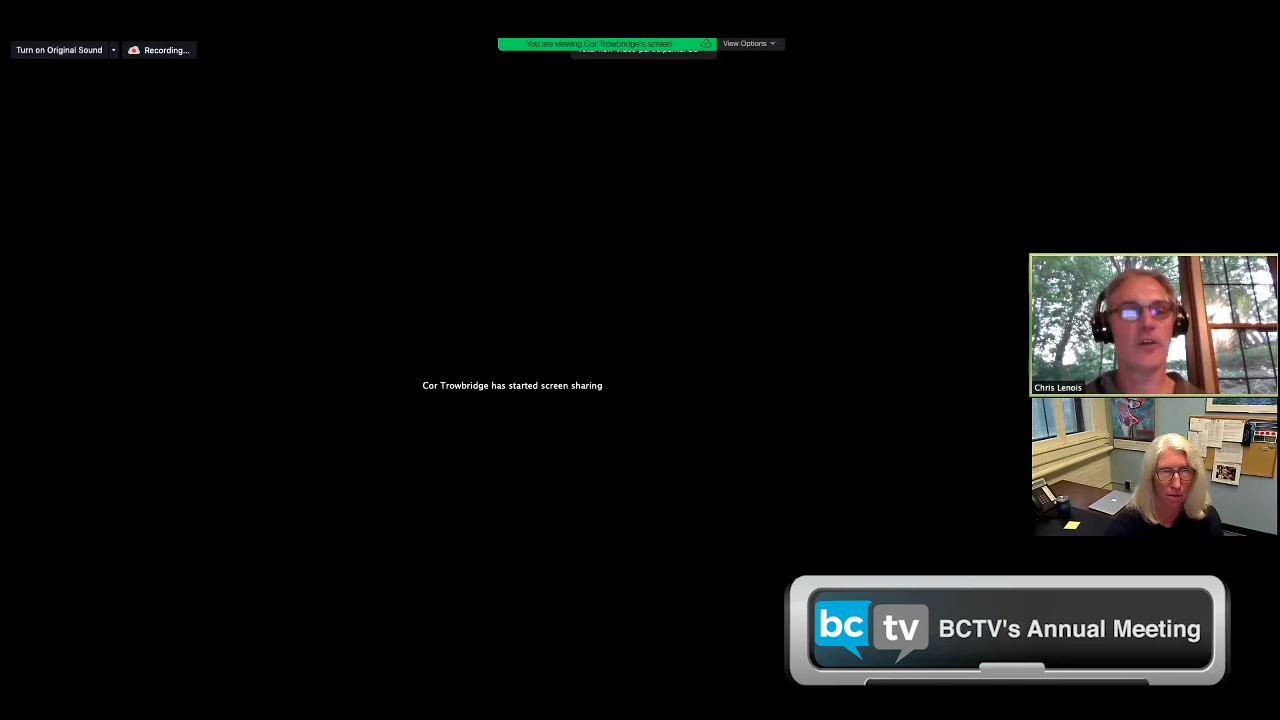 Turn on Original Sound
Recording...
You are viewing Cor Trowbridge's screen
View Options
Cor Trowbridge has started screen sharing
Chris Lenois
bc tv BCTV's Annual Meeting